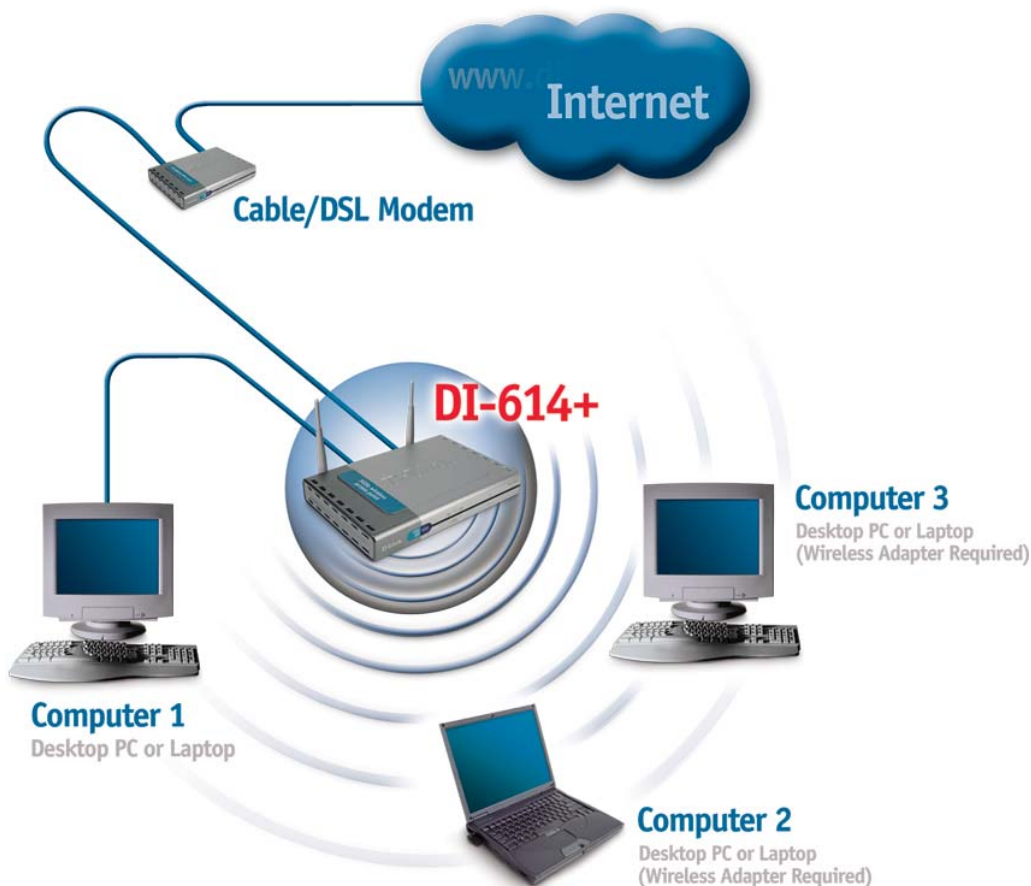 www.d
Internet
Cable/DSL Modem
DI-614+
D-Link
Computer 3
Desktop PC or Laptop
(Wireless Adapter Required)
Computer 1
Desktop PC or Laptop
Computer 2
Desktop PC or Laptop
(Wireless Adapter Required)